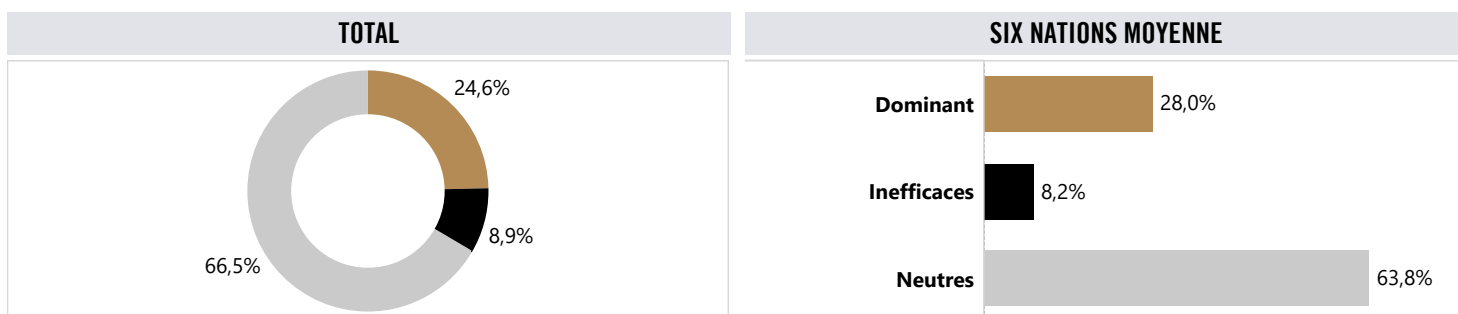 TOTAL
24,6%
8,9%
66,5%
SIX NATIONS MOYENNE
Dominant
28,0%
Inefficaces
8,2%
Neutres
63,8%